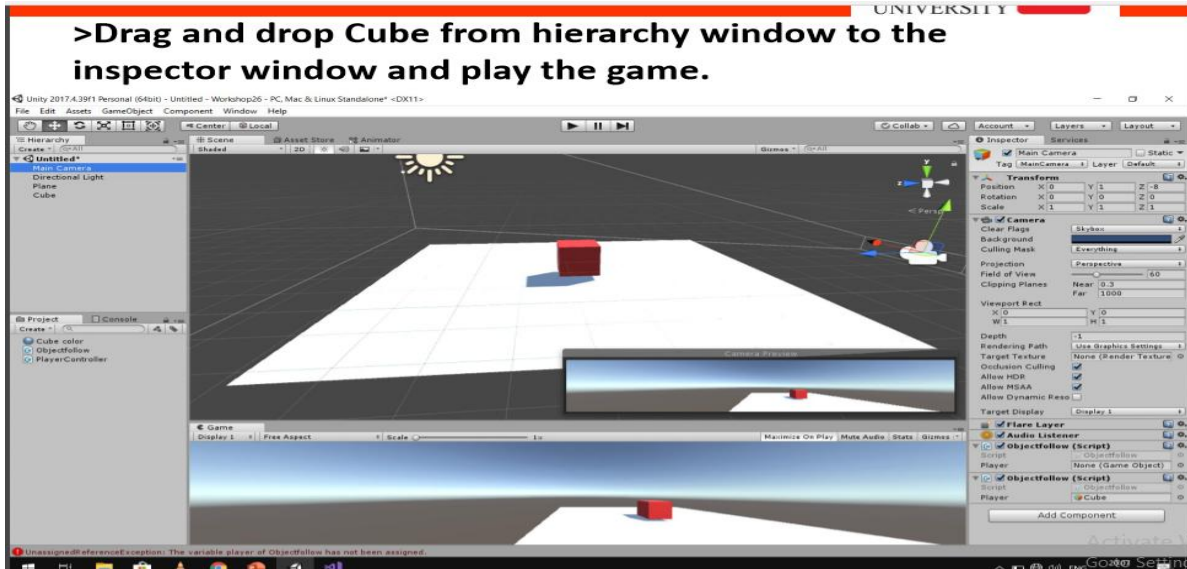 UNIVERSITY
>Drag and drop Cube from hierarchy window to the
inspector window and play the game.
Unity 2017.4.39f1 Personal (64bit) - Untitled - Workshop26 - PC, Mac & Linux Standalone* <DX11>
File Edit Assets GameObject Component Window Help
Center Local
Collab Account Layers Layout
Hierarchy
Create All
Untitled*
Main Camera
Directional Light
Plane
Cube
Project Console
Create
Cube color
Objectfollow
PlayerController
Scene Asset Store Animator
Shaded 2D Gizmos All
y
z
Persp
Camera Preview
Game
Display 1 Free Aspect Scale 1x Maximize On Play Mute Audio Stats Gizmos
Inspector Services
Main Camera Static
Tag MainCamera Layer Default
Transform
Position X 0 Y 1 Z -8
Rotation X 0 Y 0 Z 0
Scale X 1 Y 1 Z 1
Camera
Clear Flags Skybox
Background
Culling Mask Everything
Projection Perspective
Field of View 60
Clipping Planes Near 0.3
Far 1000
Viewport Rect
X 0 Y 0
W 1 H 1
Depth -1
Rendering Path Use Graphics Settings
Target Texture None (Render Texture
Occlusion Culling
Allow HDR
Allow MSAA
Allow Dynamic Reso
Target Display Display 1
Flare Layer
Audio Listener
Objectfollow (Script)
Script Objectfollow
Player None (Game Object)
Objectfollow (Script)
Script Objectfollow
Player Cube
Add Component
Activate
UnassignedReferenceException: The variable player of Objectfollow has not been assigned.
ENG